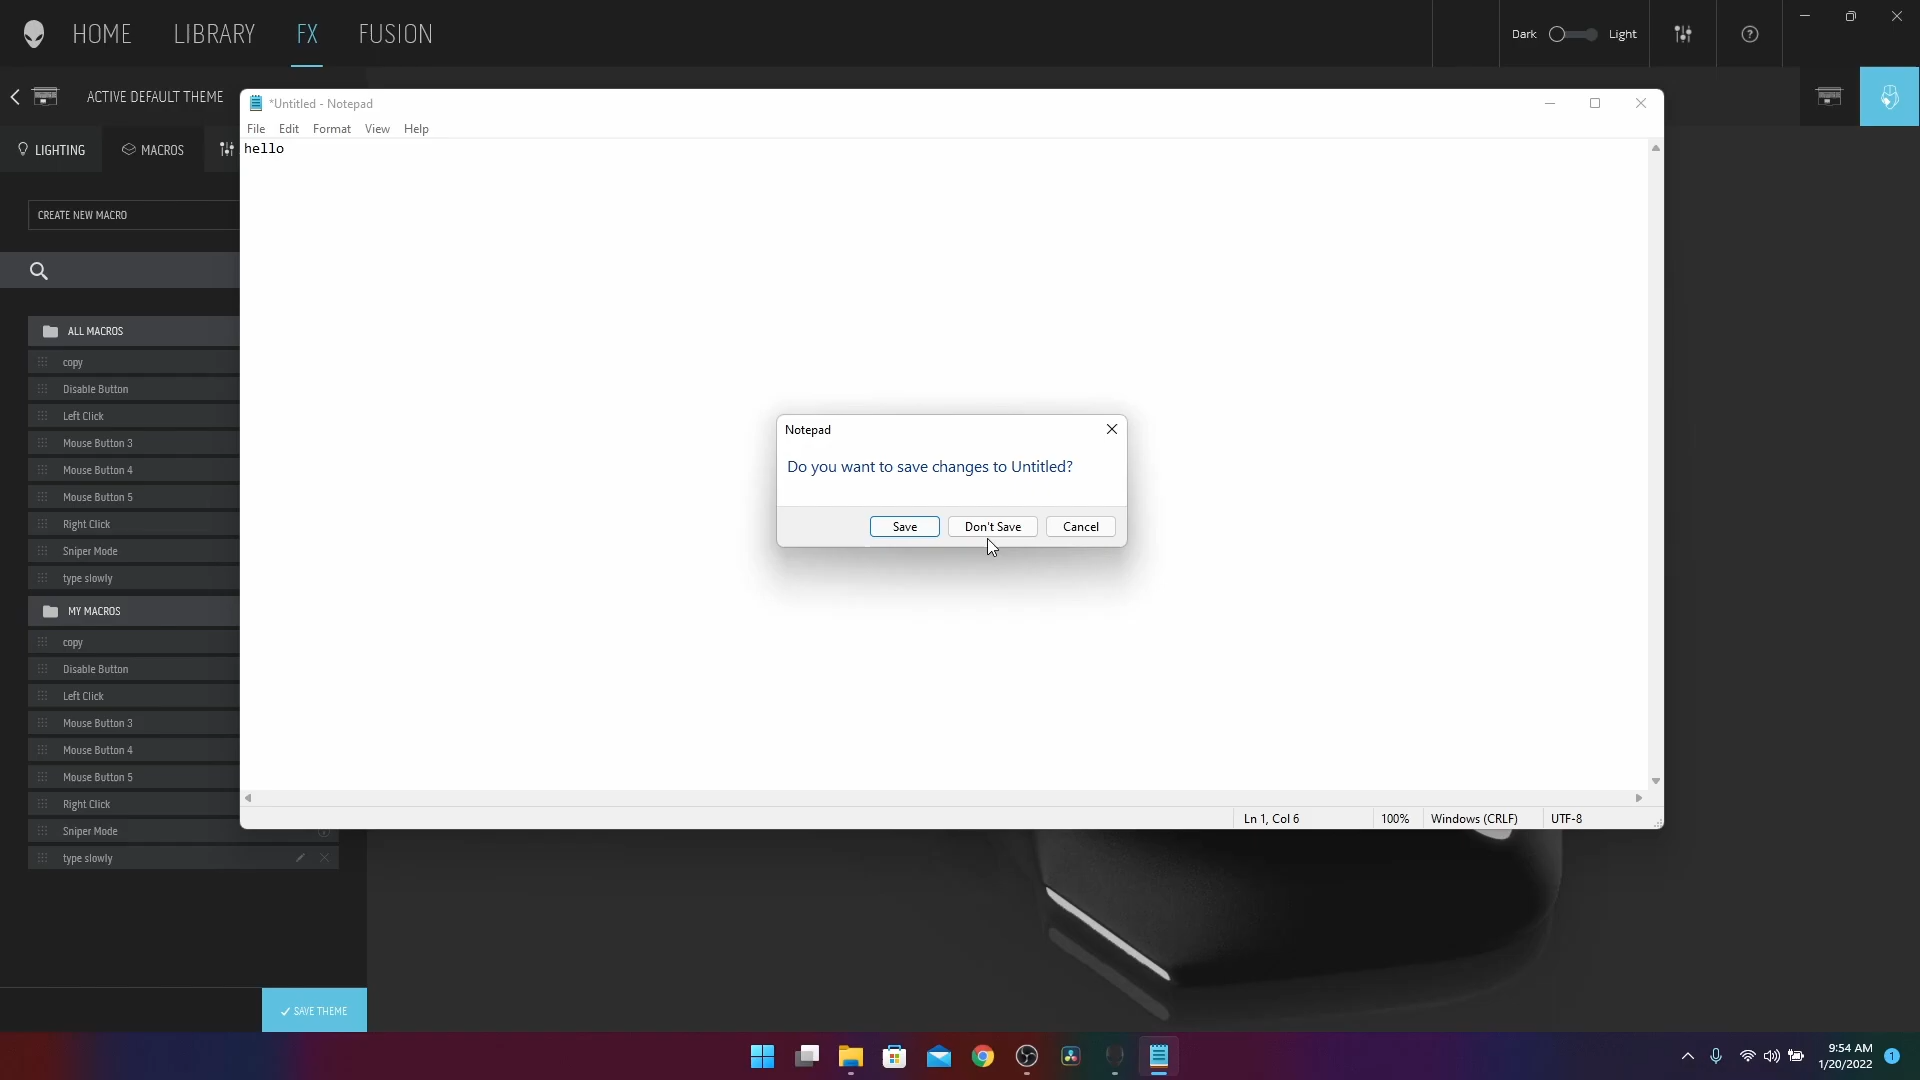 HOME
LIBRARY
FX
FUSION
Dark
Light
ACTIVE DEFAULT THEME
LIGHTING
MACROS
CREATE NEW MACRO
ALL MACROS
copy
Disable Button
Left Click
Mouse Button 3
Mouse Button 4
Mouse Button 5
Right Click
Sniper Mode
type slowly
MY MACROS
copy
Disable Button
Left Click
Mouse Button 3
Mouse Button 4
Mouse Button 5
Right Click
Sniper Mode
type slowly
SAVE THEME
*Untitled - Notepad
File Edit Format View Help
hello
Notepad
Do you want to save changes to Untitled?
Save
Don't Save
Cancel
Ln 1, Col 6
100%
Windows (CRLF)
UTF-8
9:54 AM
1/20/2022
1